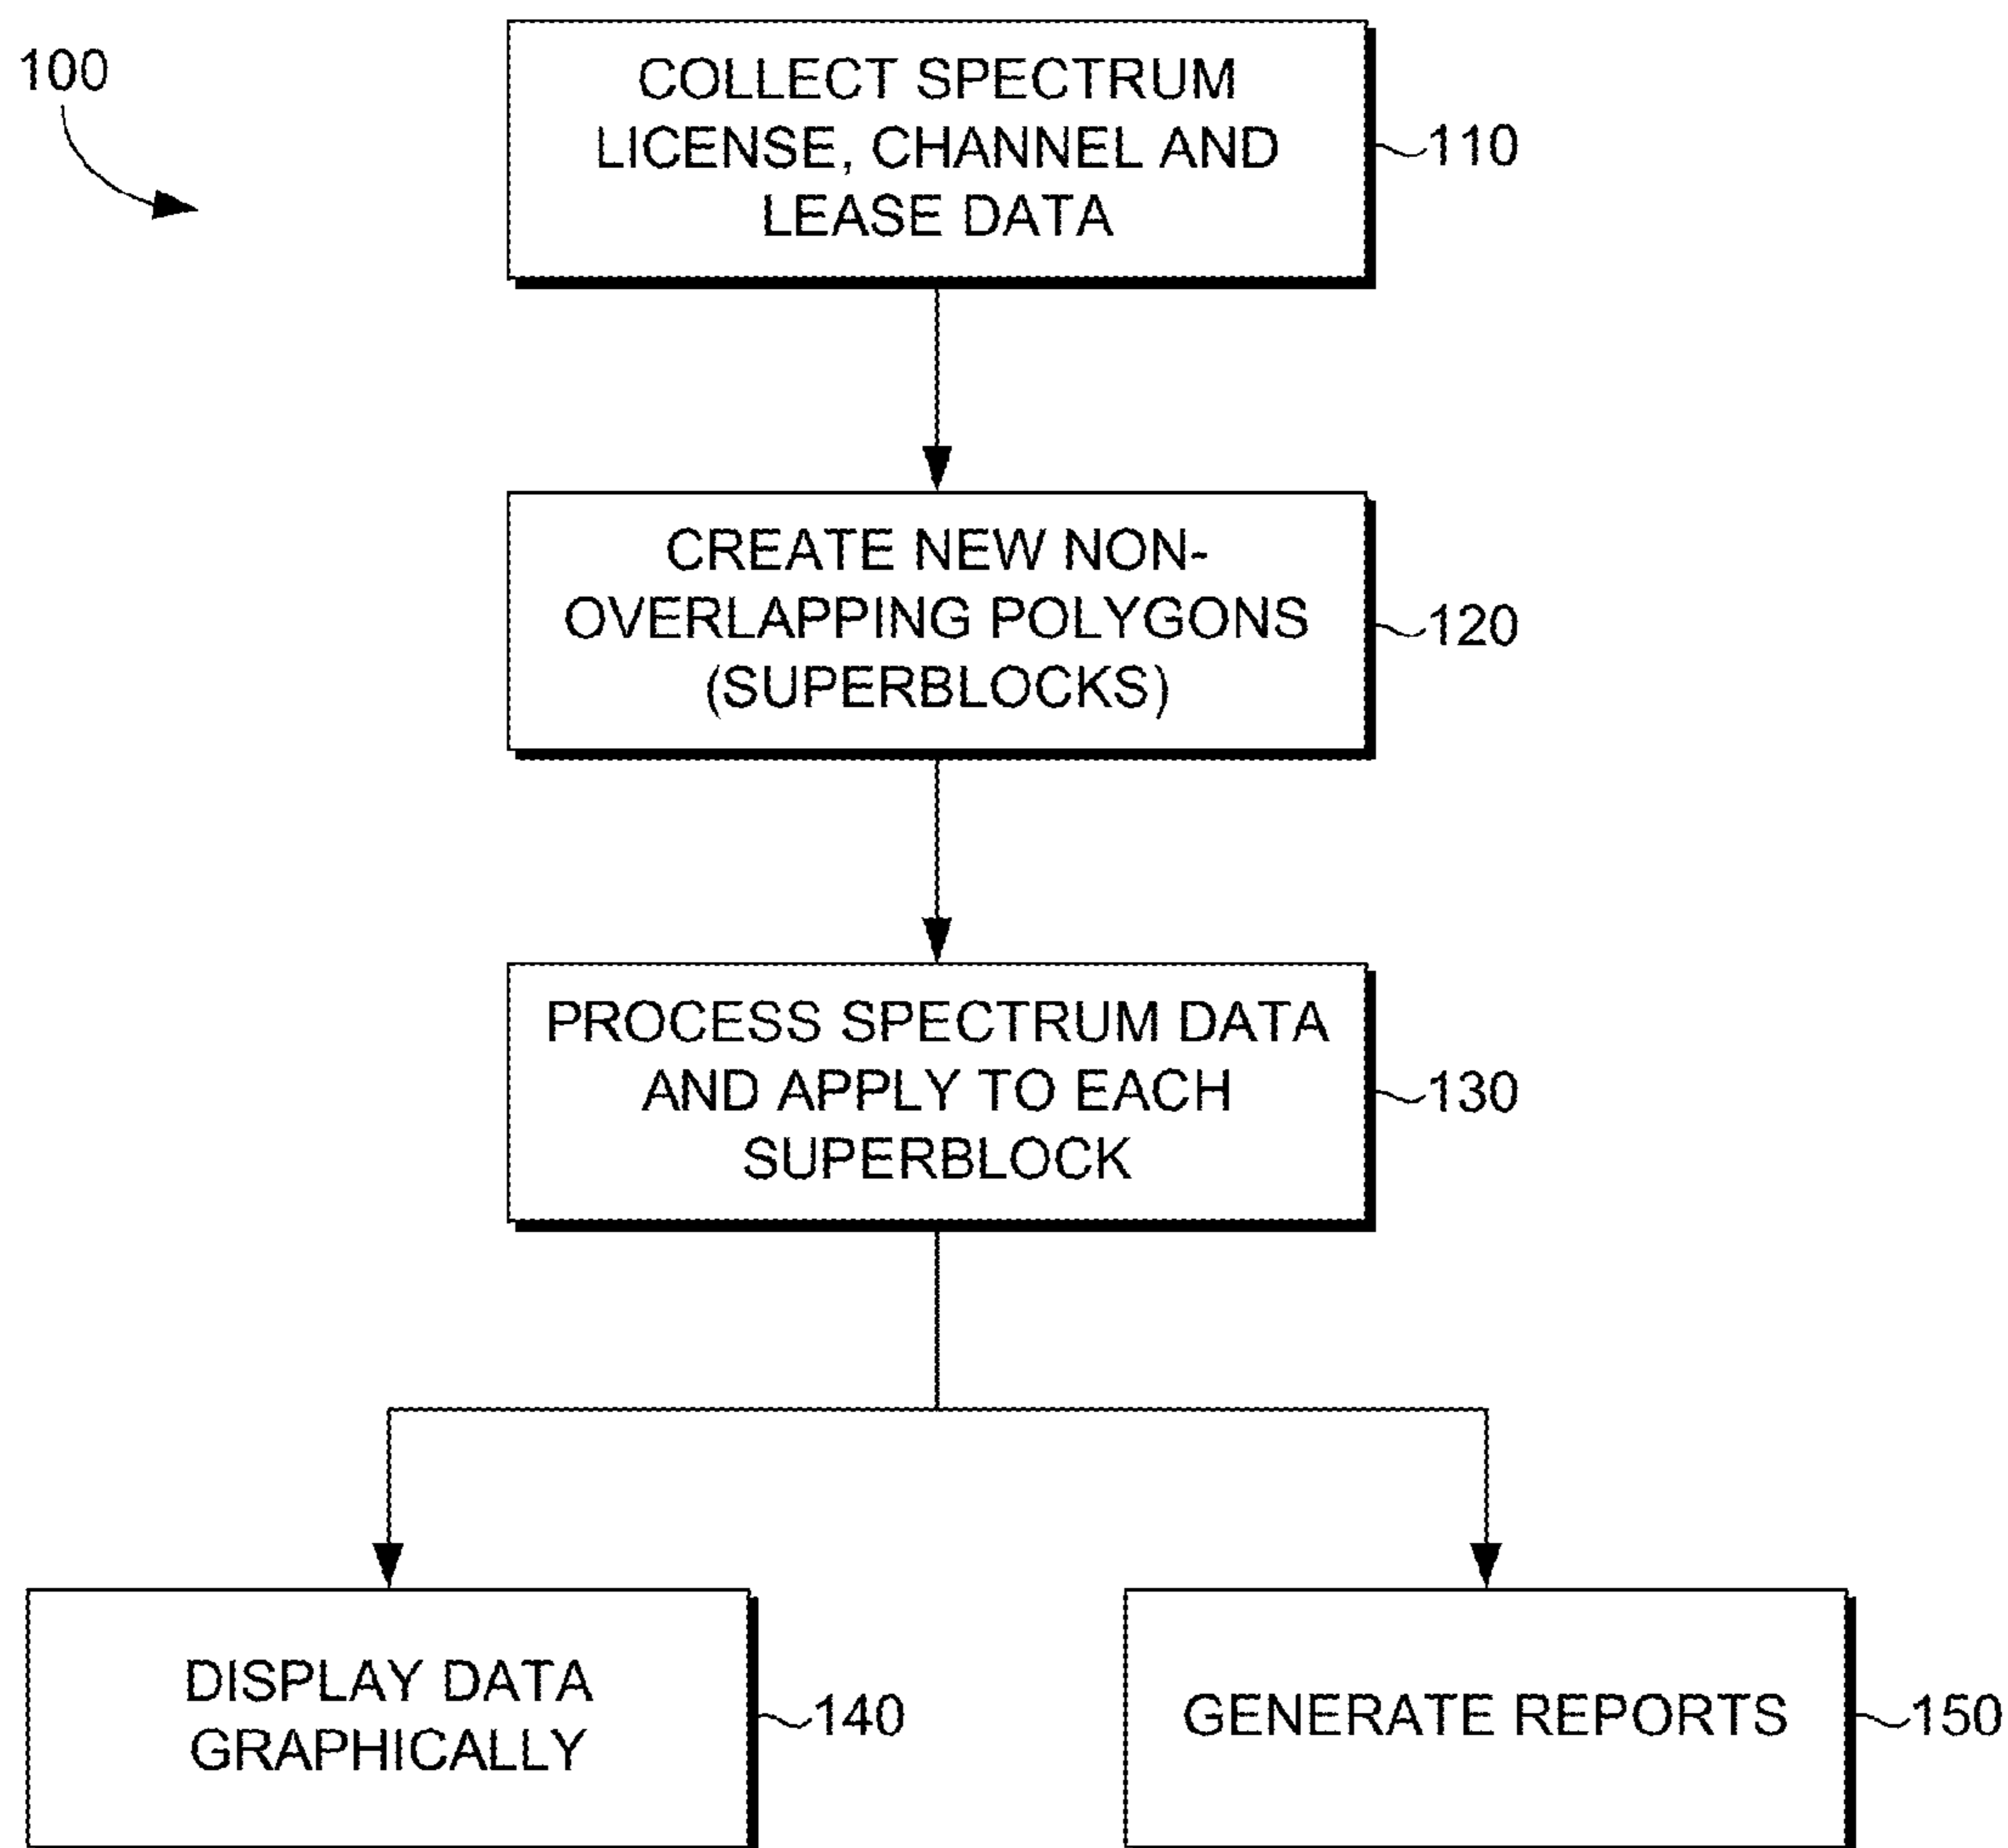 100
COLLECT SPECTRUM
LICENSE, CHANNEL AND
LEASE DATA
110
CREATE NEW NON-
OVERLAPPING POLYGONS
(SUPERBLOCKS)
120
PROCESS SPECTRUM DATA
AND APPLY TO EACH
SUPERBLOCK
130
DISPLAY DATA
GRAPHICALLY
140
GENERATE REPORTS
150